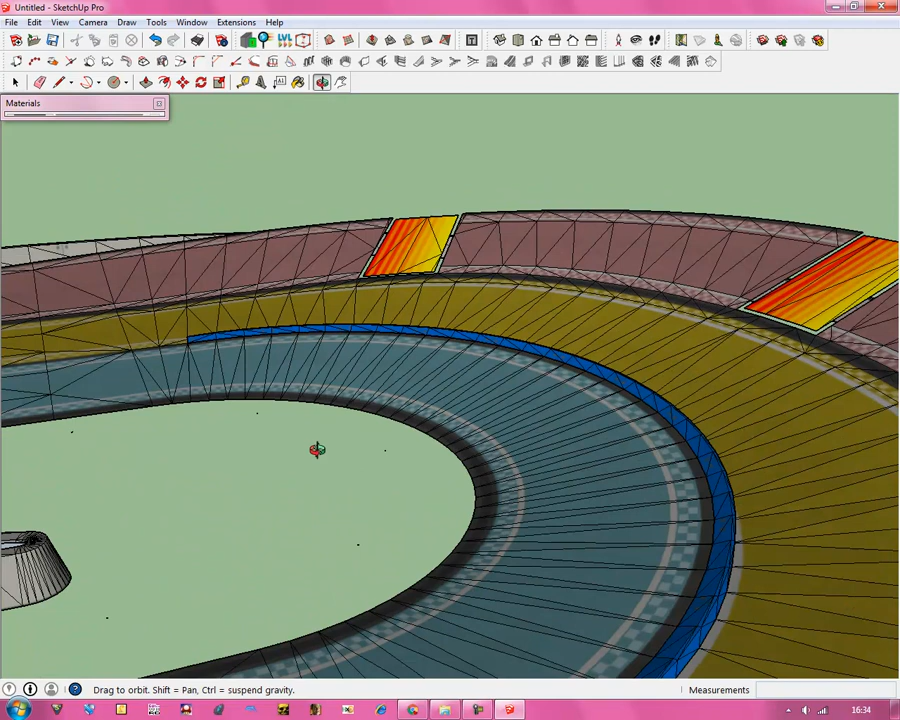 Untitled - SketchUp Pro
File Edit View Camera Draw Tools Window Extensions Help
LVL
Materials
Drag to orbit. Shift = Pan, Ctrl = suspend gravity.
Measurements
16:34